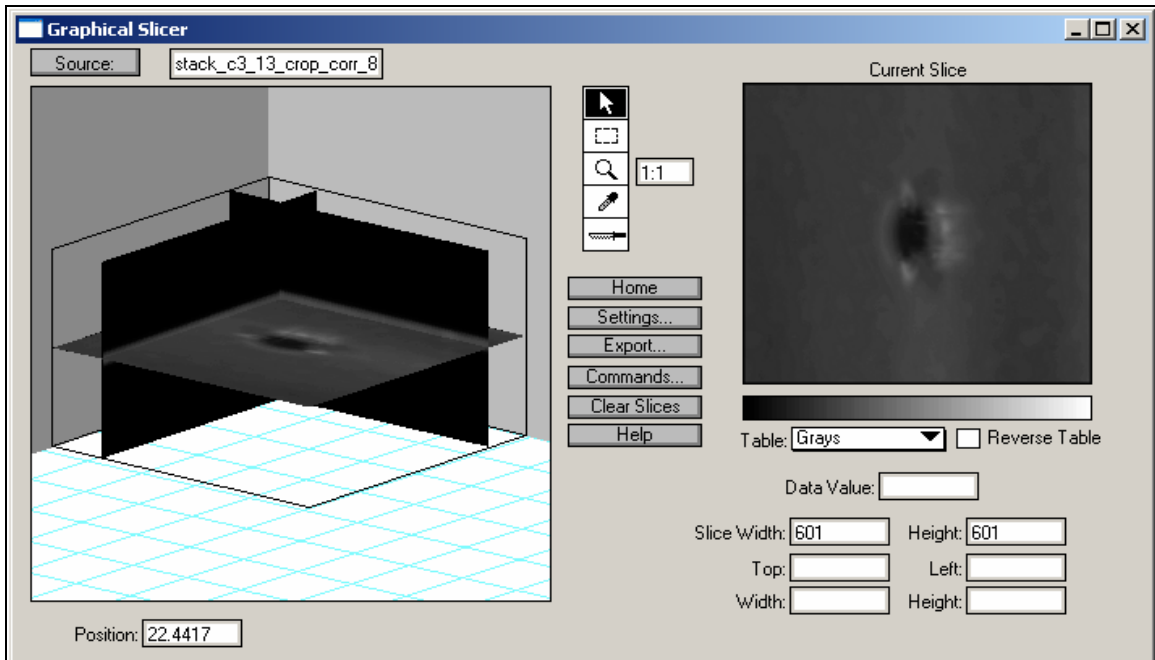 Graphical Slicer
Source: stack_c3_13_crop_corr_8
Current Slice
1:1
Home
Settings...
Export...
Commands...
Clear Slices
Help
Table: Grays Reverse Table
Data Value:
Slice Width: 601 Height: 601
Top: Left:
Width: Height:
Position: 22.4417